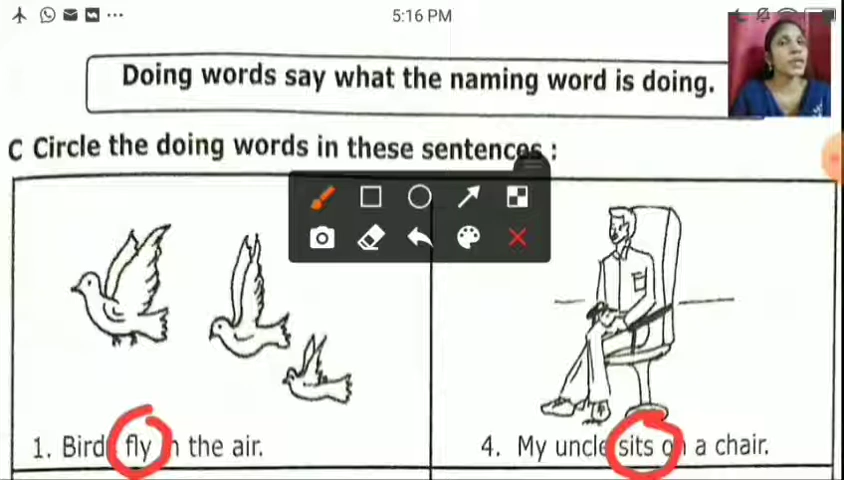 5:16 PM
Doing words say what the naming word is doing.
C Circle the doing words in these sentences :
1. Birds fly in the air.
4. My uncle sits on a chair.